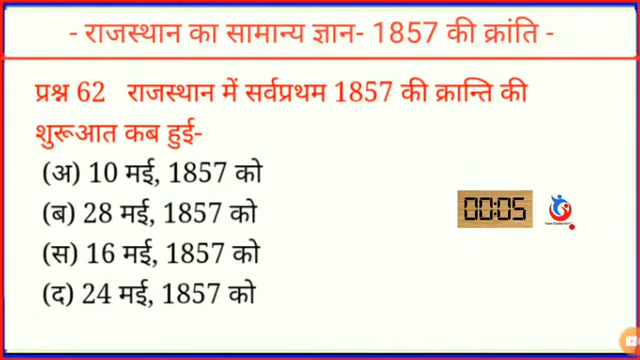 - राजस्थान का सामान्य ज्ञान- 1857 की क्रांति -
प्रश्न 62 राजस्थान में सर्वप्रथम 1857 की क्रान्ति की
शुरूआत कब हुई-
(अ) 10 मई, 1857 को
(ब) 28 मई, 1857 को
00:05
(स) 16 मई, 1857 को
(द) 24 मई, 1857 को